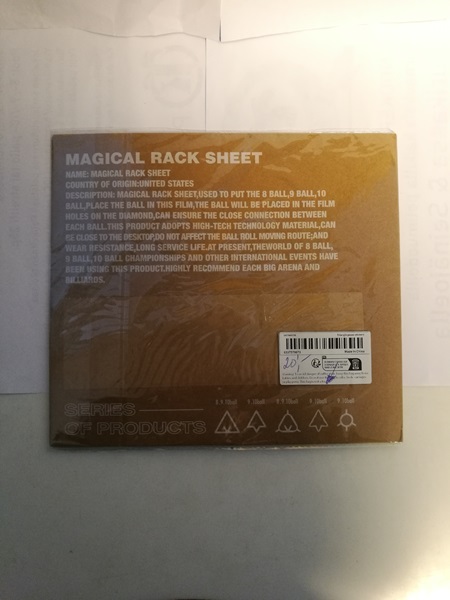 MAGICAL RACK SHEET
NAME: MAGICAL RACK SHEET
COUNTRY OF ORIGIN:UNITED STATES
DESCRIPTION: MAGICAL RACK SHEET,USED TO PUT THE 8 BALL,9 BALL,10
BALL,PLACE THE BALL IN THIS FILM,THE BALL WILL BE PLACED IN THE FILM
HOLES ON THE DIAMOND,CAN ENSURE THE CLOSE CONNECTION BETWEEN
EACH BALL.THIS PRODUCT ADOPTS HIGH-TECH TECHNOLOGY MATERIAL,CAN
BE CLOSE TO THE DESKTOP,DO NOT AFFECT THE BALL ROLL MOVING ROUTE;AND
WEAR RESISTANCE,LONG SERVICE LIFE.AT PRESENT,THEWORLD OF 8 BALL,
9 BALL,10 BALL CHAMPIONSHIPS AND OTHER INTERNATIONAL EVENTS HAVE
BEEN USING THIS PRODUCT.HIGHLY RECOMMEND EACH BIG ARENA AND
BILLIARDS.
Made in China
20,-
SERIES
OF PRODUCTS